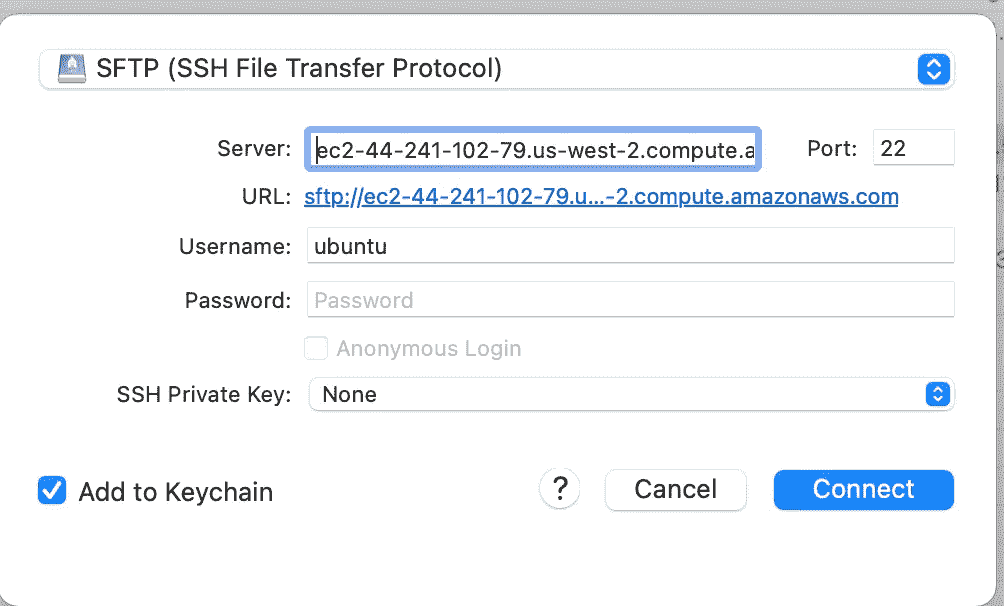 SFTP (SSH File Transfer Protocol)
Server: ec2-44-241-102-79.us-west-2.compute.a Port: 22
URL: sftp://ec2-44-241-102-79.u...-2.compute.amazonaws.com
Username: ubuntu
Password: Password
Anonymous Login
SSH Private Key: None
Add to Keychain ? Cancel Connect